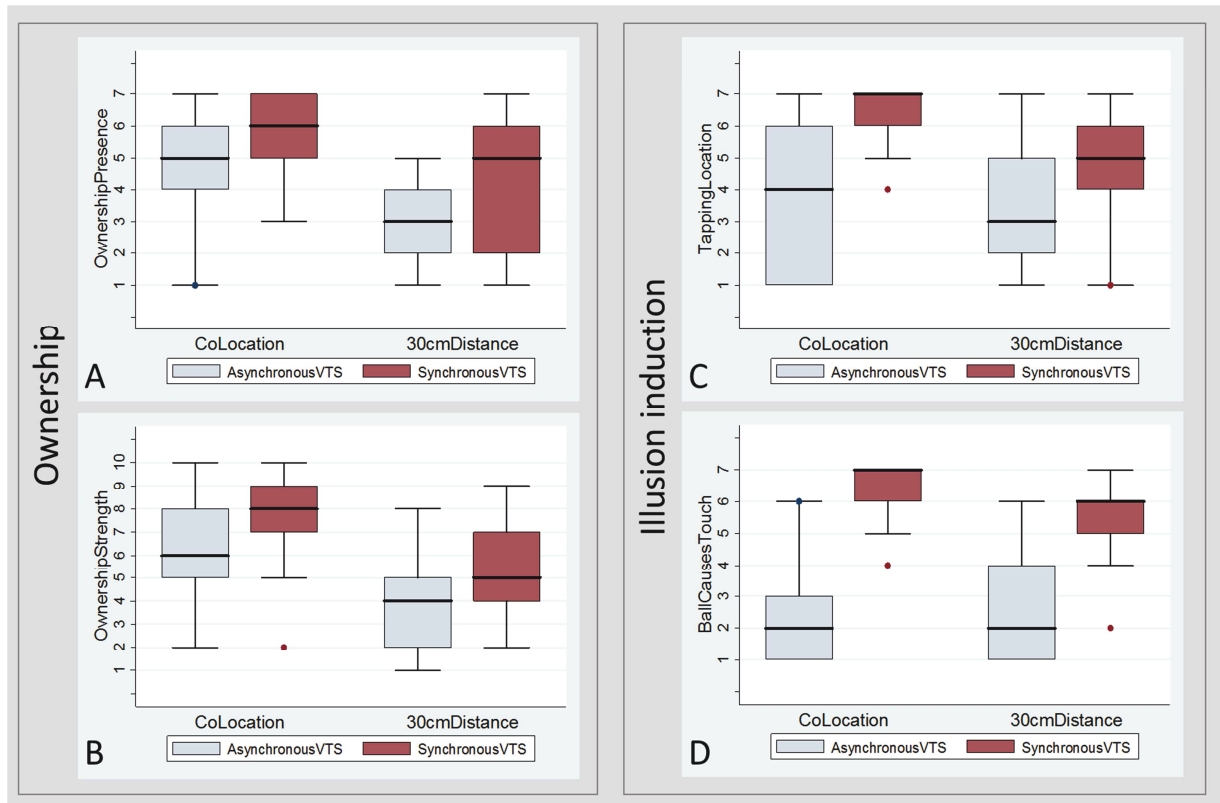 Ownership
OwnershipPresence
7
6
5
4
3
2
1
CoLocation 30cmDistance
AsynchronousVTS SynchronousVTS
A
OwnershipStrength
10
9
8
7
6
5
4
3
2
1
CoLocation 30cmDistance
AsynchronousVTS SynchronousVTS
B
Illusion induction
TappingLocation
7
6
5
4
3
2
1
CoLocation 30cmDistance
AsynchronousVTS SynchronousVTS
C
BallCausesTouch
7
6
5
4
3
2
1
CoLocation 30cmDistance
AsynchronousVTS SynchronousVTS
D